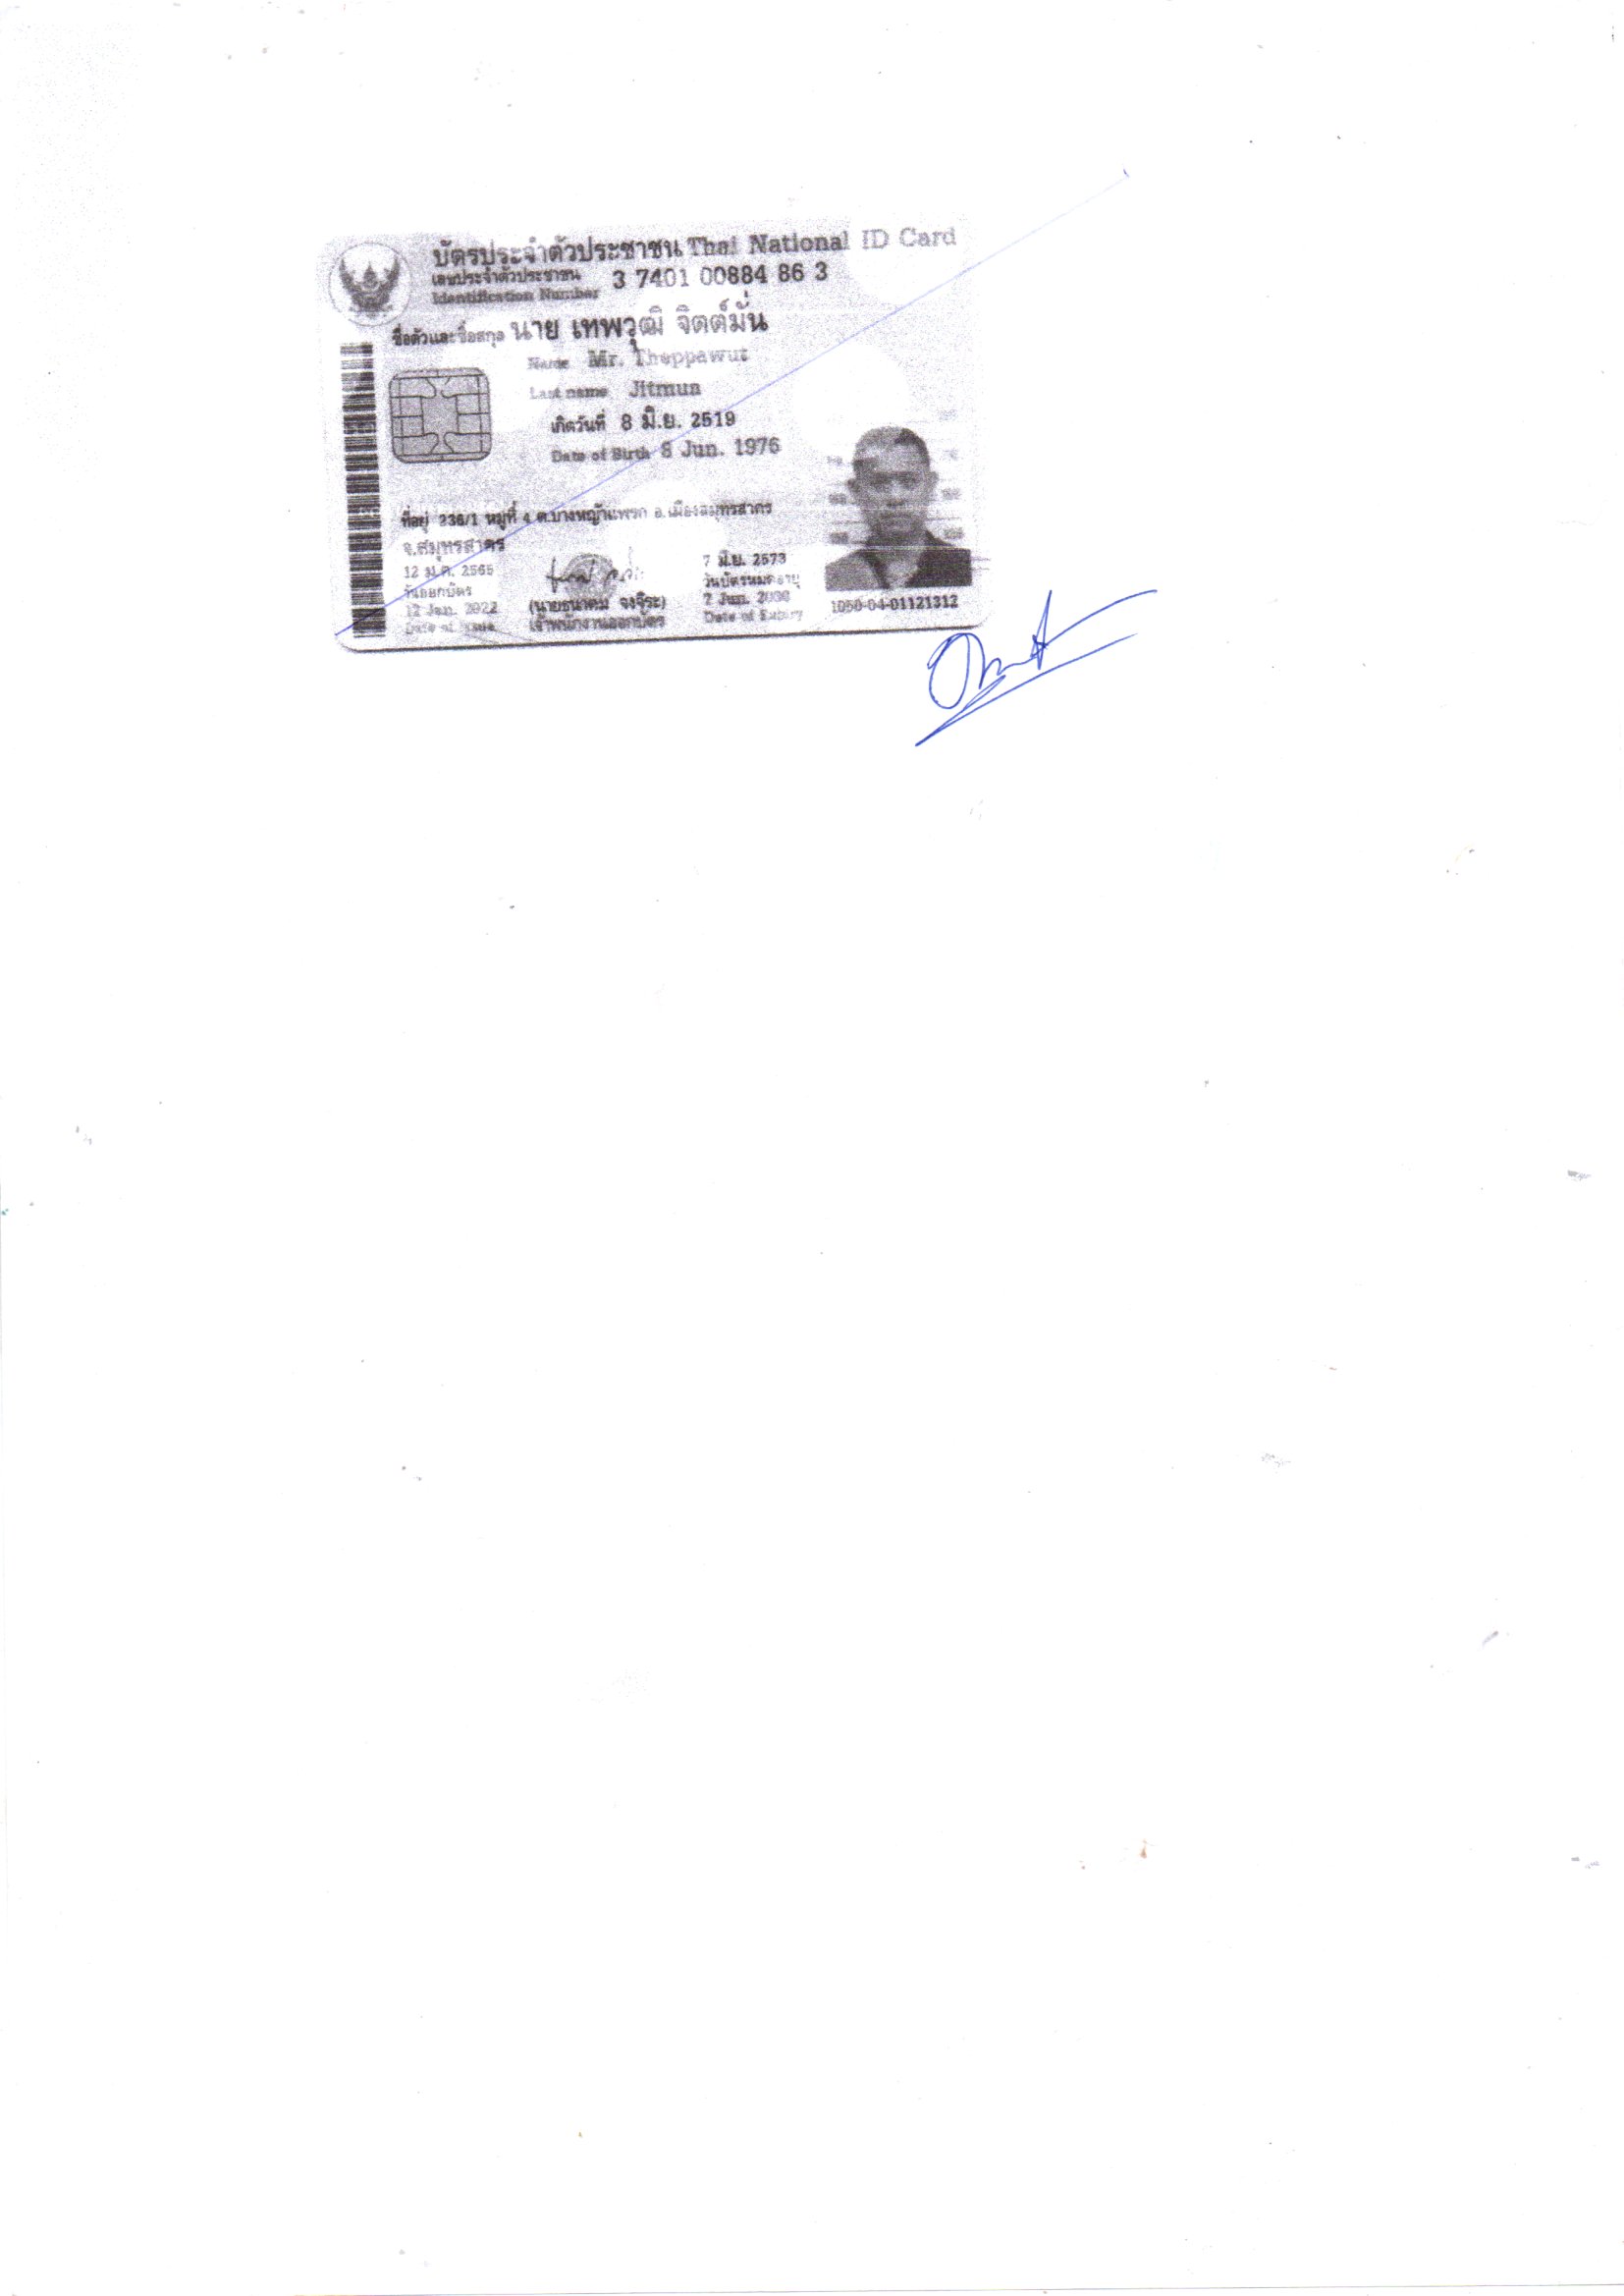 บัตรประจำตัวประชาชน Thai National ID Card
เลขประจำตัวประชาชน 3 7401 00884 86 3
Identification Number
ชื่อตัวและชื่อสกุล นาย เทพวุฒิ จิตต์มั่น
Name Mr. Theppawut
Last name Jitmun
เกิดวันที่ 8 มิ.ย. 2519
Date of Birth 8 Jun. 1976
ที่อยู่ 236/1 หมู่ที่ 4 ต.บางหญ้าแพรก อ.เมืองสมุทรสาคร
จ.สมุทรสาคร
12 ม.ค. 2565
วันออกบัตร
12 Jan. 2022
Date of Issue
(นายธนาคม จงจิระ)
เจ้าพนักงานออกบัตร
7 มิ.ย. 2573
วันบัตรหมดอายุ
7 Jun. 2030
Date of Expiry
1050-04-01121312